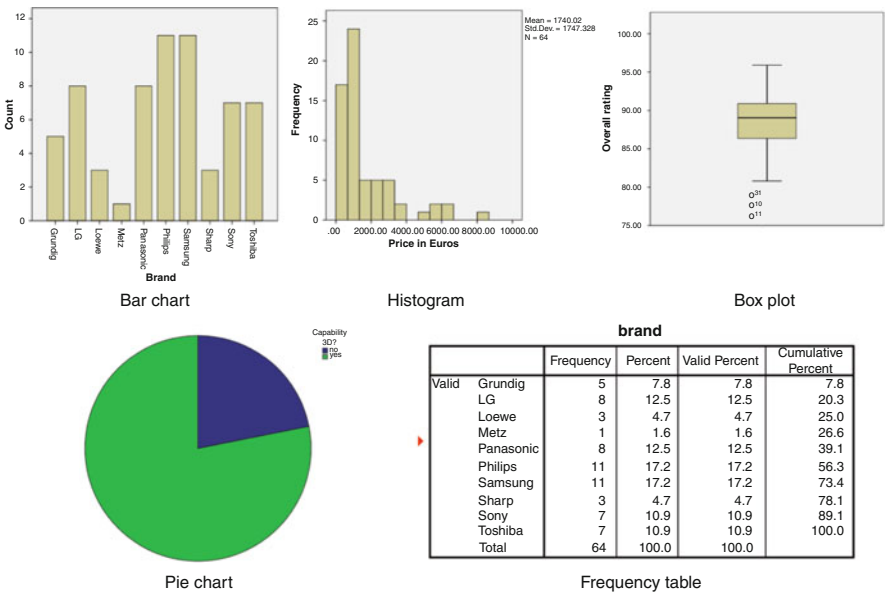 12
10
8
6
4
2
0
Count
Grundig
LG
Loewe
Metz
Panasonic
Philips
Samsung
Sharp
Sony
Toshiba
Brand
Bar chart
25
20
15
10
5
0
Frequency
Mean = 1740.02
Std.Dev. = 1747.328
N = 64
.00 2000.00 4000.00 6000.00 8000.00 10000.00
Price in Euros
Histogram
100.00
95.00
90.00
85.00
80.00
75.00
Overall rating
31
10
11
Box plot
Capability
3D?
no
yes
Pie chart
brand
Frequency Percent Valid Percent Cumulative
Percent
Valid Grundig 5 7.8 7.8 7.8
LG 8 12.5 12.5 20.3
Loewe 3 4.7 4.7 25.0
Metz 1 1.6 1.6 26.6
Panasonic 8 12.5 12.5 39.1
Philips 11 17.2 17.2 56.3
Samsung 11 17.2 17.2 73.4
Sharp 3 4.7 4.7 78.1
Sony 7 10.9 10.9 89.1
Toshiba 7 10.9 10.9 100.0
Total 64 100.0 100.0
Frequency table